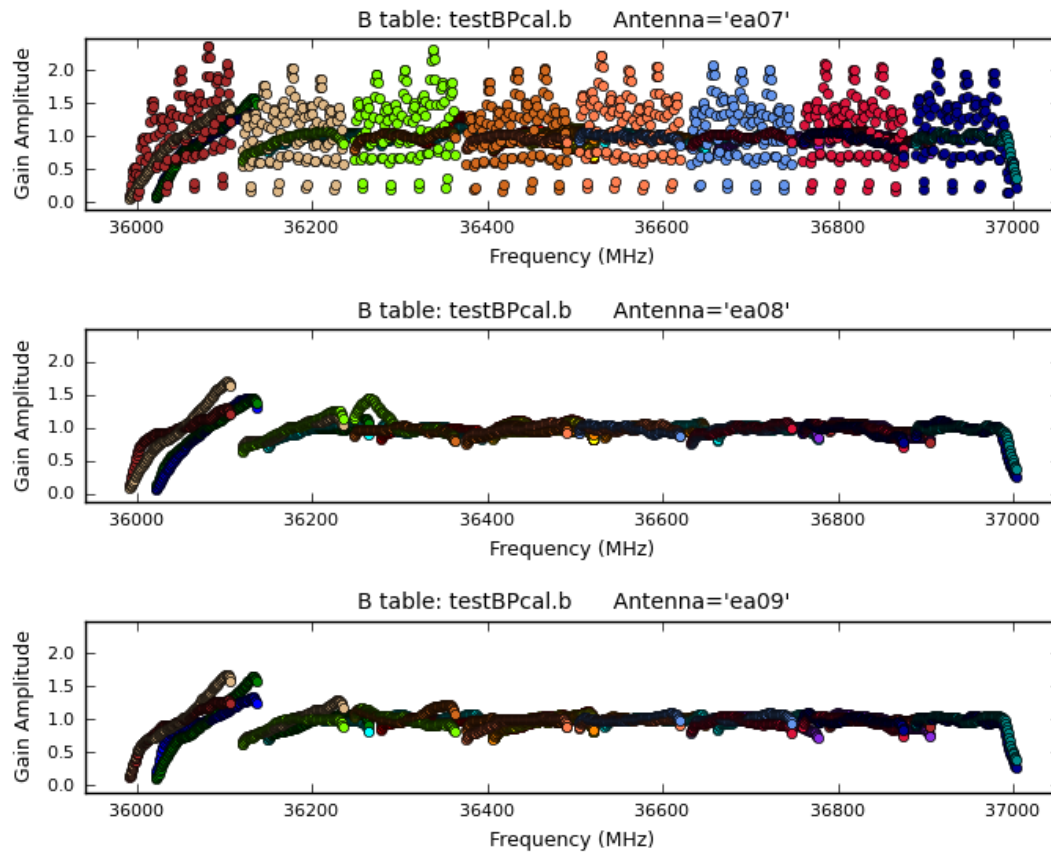 B table: testBPcal.b Antenna='ea07'
Gain Amplitude
2.0
1.5
1.0
0.5
0.0
36000 36200 36400 36600 36800 37000
Frequency (MHz)
B table: testBPcal.b Antenna='ea08'
Gain Amplitude
2.0
1.5
1.0
0.5
0.0
36000 36200 36400 36600 36800 37000
Frequency (MHz)
B table: testBPcal.b Antenna='ea09'
Gain Amplitude
2.0
1.5
1.0
0.5
0.0
36000 36200 36400 36600 36800 37000
Frequency (MHz)